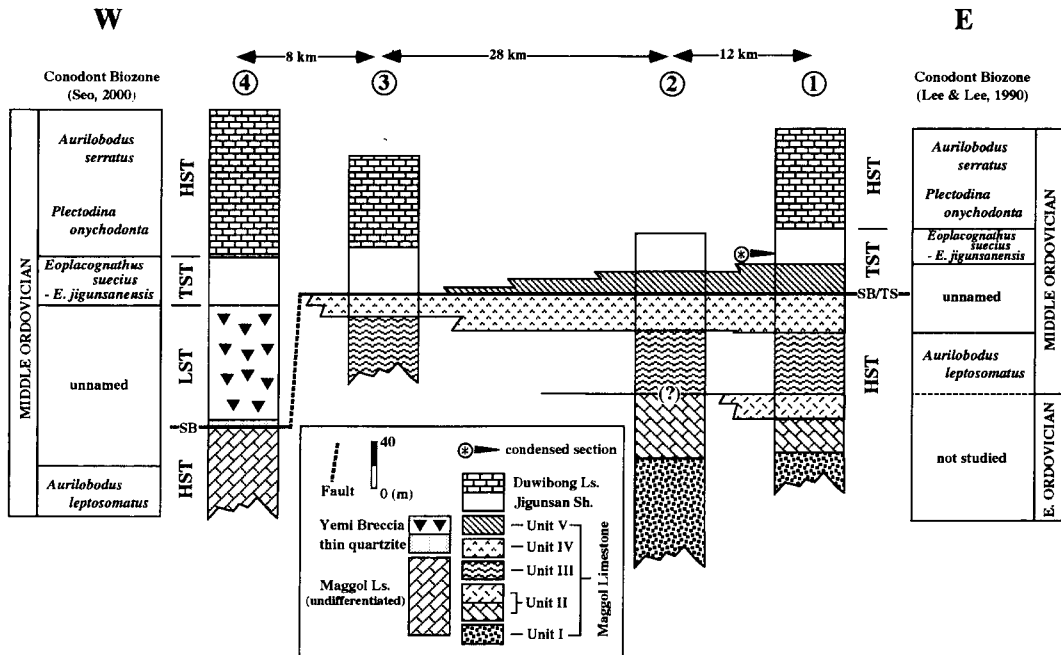 W
E
8 km
28 km
12 km
4
3
2
1
Conodont Biozone
(Seo, 2000)
MIDDLE ORDOVICIAN
Aurilobodus
serratus
Plectodina
onychodonta
Eoplacognathus
suecius
- E. jigunsanensis
unnamed
Aurilobodus
leptosomatus
HST
TST
LST
SB
HST
(?)
HST
TST
SB/TS
HST
Conodont Biozone
(Lee & Lee, 1990)
Aurilobodus
serratus
Plectodina
onychodonta
Eoplacognathus
suecius
- E. jigunsanensis
unnamed
Aurilobodus
leptosomatus
not studied
MIDDLE ORDOVICIAN
E. ORDOVICIAN
Fault
40
0 (m)
condensed section
Duwibong Ls.
Jigunsan Sh.
Yemi Breccia
thin quartzite
Maggol Ls.
(undifferentiated)
Unit V
Unit IV
Unit III
Unit II
Unit I
Maggol Limestone